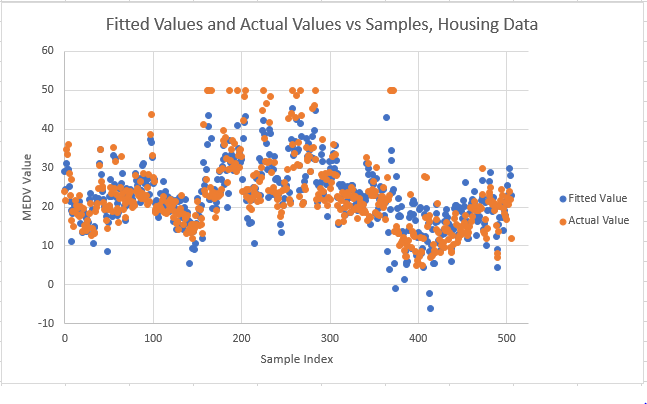 Fitted Values and Actual Values vs Samples, Housing Data
60
50
40
30
20
10
0
-10
MEDV Value
0 100 200 300 400 500
Sample Index
Fitted Value
Actual Value